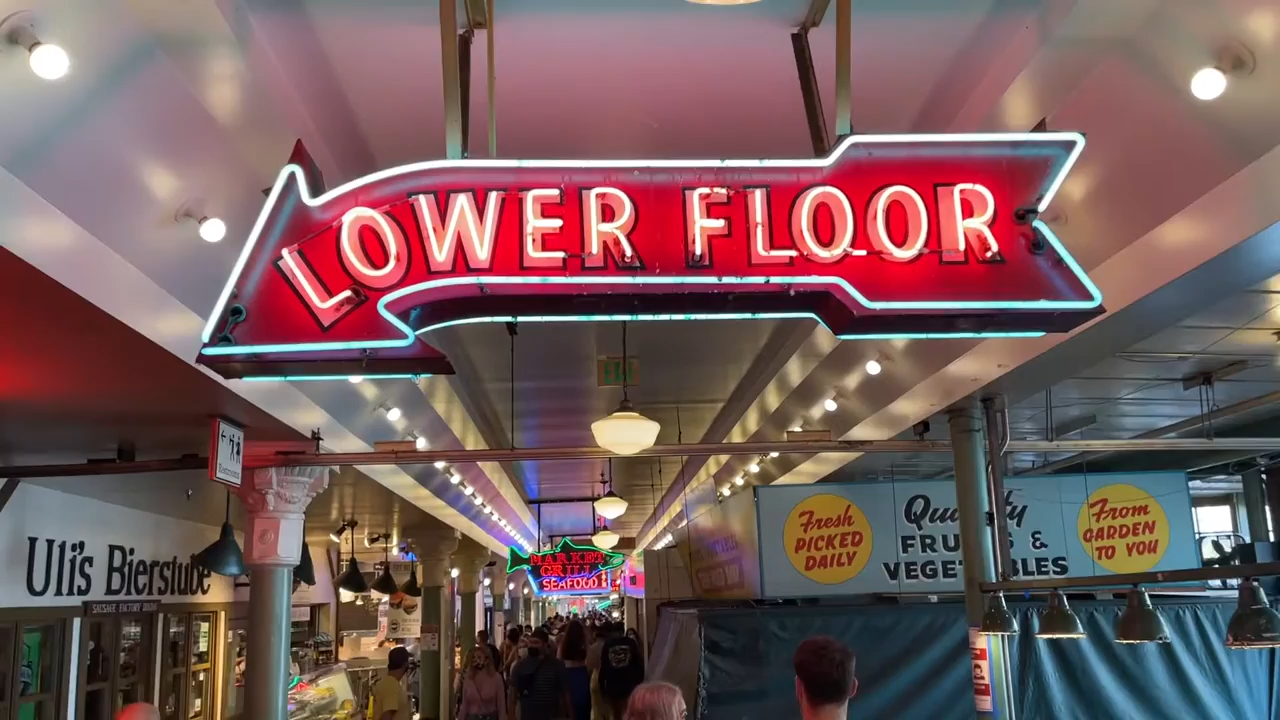 LOWER FLOOR
Restrooms
Uli's Bierstube
SAUSAGE FACTORY
MARKET
GRILL
SEAFOOD
Fresh
PICKED
DAILY
Quality
FRUITS &
VEGETABLES
From
GARDEN
TO YOU